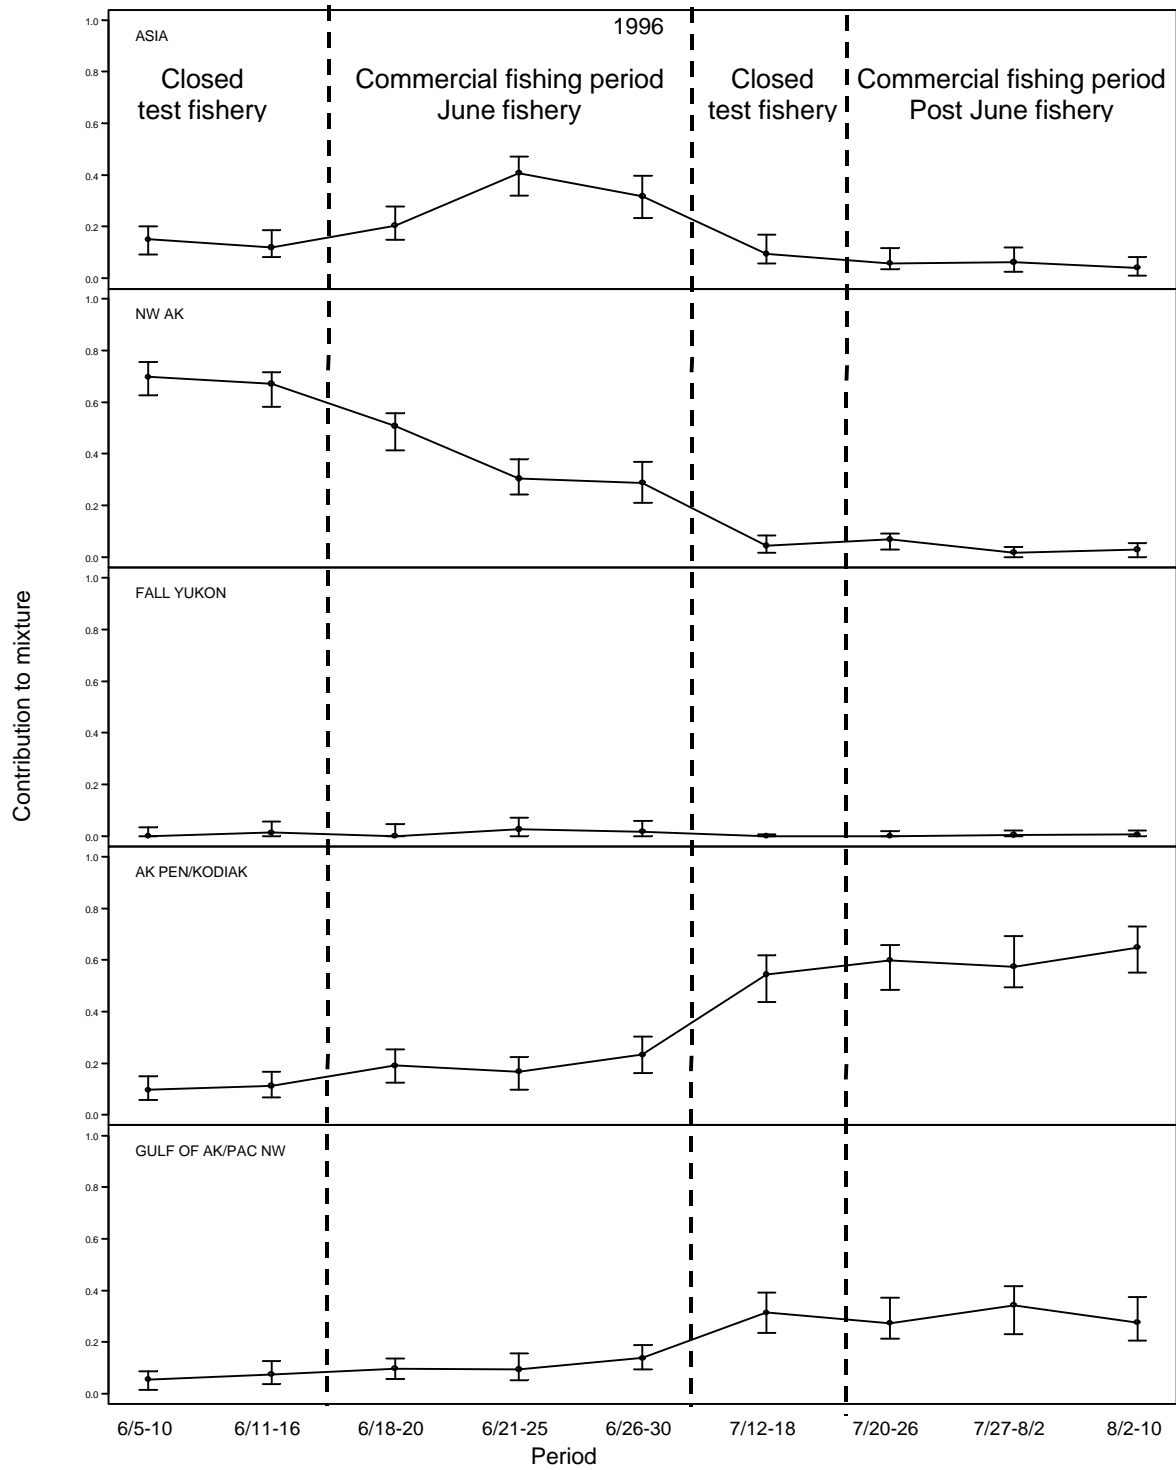 1996
ASIA
Closed
test fishery
Commercial fishing period
June fishery
Closed
test fishery
Commercial fishing period
Post June fishery
1.0
0.8
0.6
0.4
0.2
0.0
NW AK
1.0
0.8
0.6
0.4
0.2
0.0
FALL YUKON
1.0
0.8
0.6
0.4
0.2
0.0
AK PEN/KODIAK
1.0
0.8
0.6
0.4
0.2
0.0
GULF OF AK/PAC NW
1.0
0.8
0.6
0.4
0.2
0.0
Contribution to mixture
6/5-10 6/11-16 6/18-20 6/21-25 6/26-30 7/12-18 7/20-26 7/27-8/2 8/2-10
Period